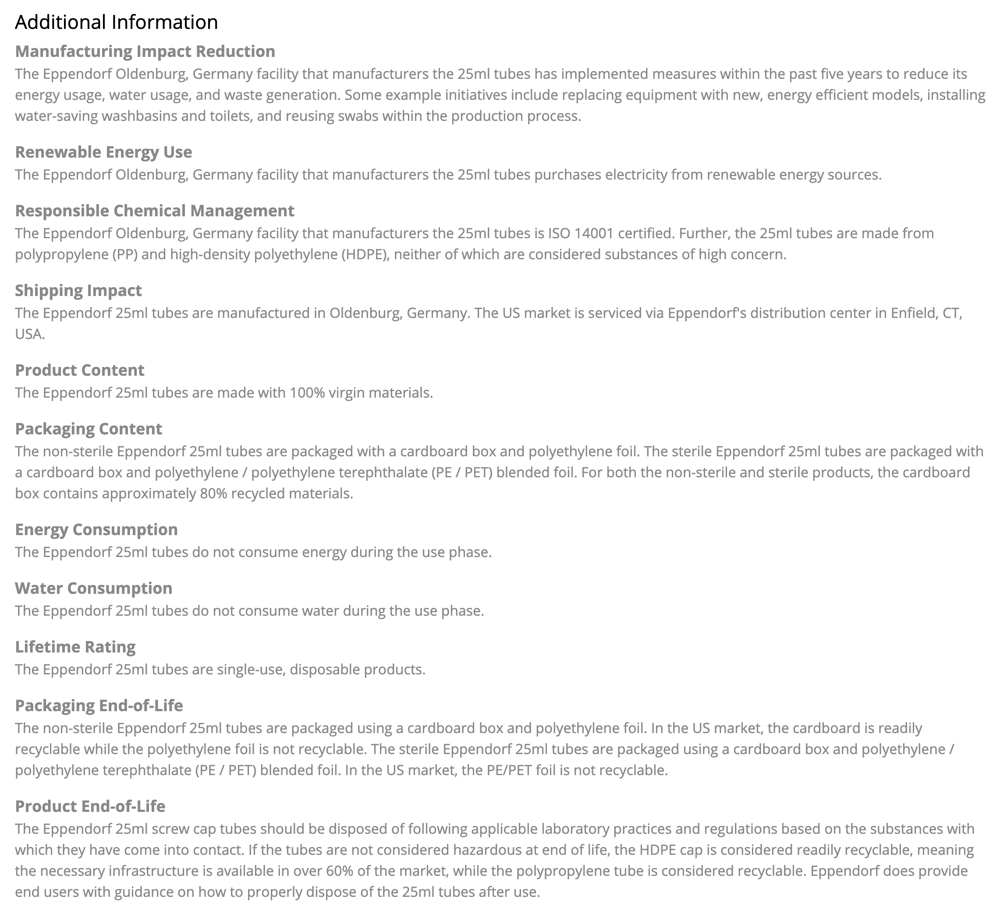 Additional Information
Manufacturing Impact Reduction
The Eppendorf Oldenburg, Germany facility that manufacturers the 25ml tubes has implemented measures within the past five years to reduce its
energy usage, water usage, and waste generation. Some example initiatives include replacing equipment with new, energy efficient models, installing
water-saving washbasins and toilets, and reusing swabs within the production process.
Renewable Energy Use
The Eppendorf Oldenburg, Germany facility that manufacturers the 25ml tubes purchases electricity from renewable energy sources.
Responsible Chemical Management
The Eppendorf Oldenburg, Germany facility that manufacturers the 25ml tubes is ISO 14001 certified. Further, the 25ml tubes are made from
polypropylene (PP) and high-density polyethylene (HDPE), neither of which are considered substances of high concern.
Shipping Impact
The Eppendorf 25ml tubes are manufactured in Oldenburg, Germany. The US market is serviced via Eppendorf's distribution center in Enfield, CT,
USA.
Product Content
The Eppendorf 25ml tubes are made with 100% virgin materials.
Packaging Content
The non-sterile Eppendorf 25ml tubes are packaged with a cardboard box and polyethylene foil. The sterile Eppendorf 25ml tubes are packaged with
a cardboard box and polyethylene / polyethylene terephthalate (PE / PET) blended foil. For both the non-sterile and sterile products, the cardboard
box contains approximately 80% recycled materials.
Energy Consumption
The Eppendorf 25ml tubes do not consume energy during the use phase.
Water Consumption
The Eppendorf 25ml tubes do not consume water during the use phase.
Lifetime Rating
The Eppendorf 25ml tubes are single-use, disposable products.
Packaging End-of-Life
The non-sterile Eppendorf 25ml tubes are packaged using a cardboard box and polyethylene foil. In the US market, the cardboard is readily
recyclable while the polyethylene foil is not recyclable. The sterile Eppendorf 25ml tubes are packaged using a cardboard box and polyethylene /
polyethylene terephthalate (PE / PET) blended foil. In the US market, the PE/PET foil is not recyclable.
Product End-of-Life
The Eppendorf 25ml screw cap tubes should be disposed of following applicable laboratory practices and regulations based on the substances with
which they have come into contact. If the tubes are not considered hazardous at end of life, the HDPE cap is considered readily recyclable, meaning
the necessary infrastructure is available in over 60% of the market, while the polypropylene tube is considered recyclable. Eppendorf does provide
end users with guidance on how to properly dispose of the 25ml tubes after use.